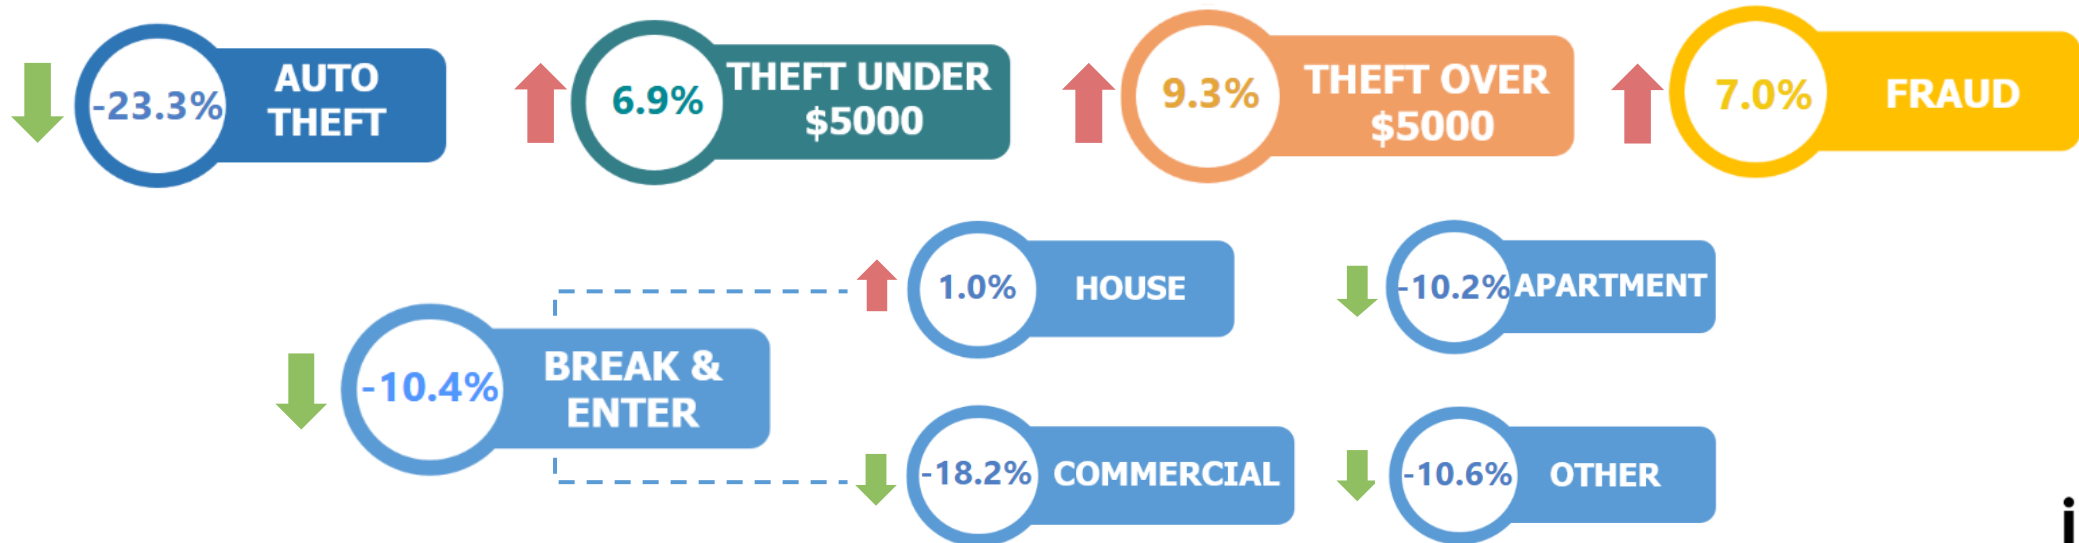 -23.3%
AUTO
THEFT
6.9%
THEFT UNDER
$5000
9.3%
THEFT OVER
$5000
7.0%
FRAUD
-10.4%
BREAK &
ENTER
1.0%
HOUSE
-10.2%
APARTMENT
-18.2%
COMMERCIAL
-10.6%
OTHER
i